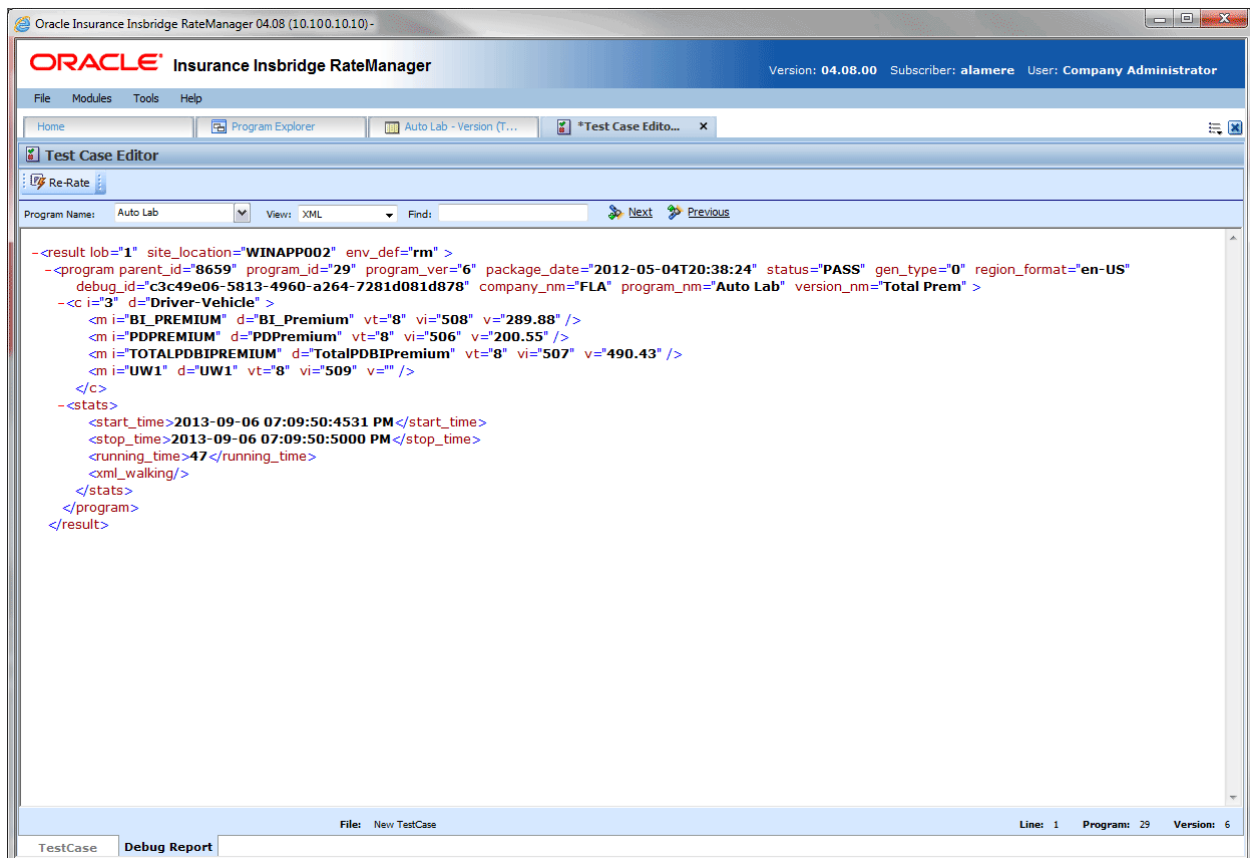 Oracle Insurance Insbridge RateManager 04.08 (10.100.10.10) -
ORACLE Insurance Insbridge RateManager
Version: 04.08.00 Subscriber: alamere User: Company Administrator
File Modules Tools Help
Home Program Explorer Auto Lab - Version (T... *Test Case Edito... x
Test Case Editor
Re-Rate
Program Name: Auto Lab View: XML Find: Next Previous
-<result lob="1" site_location="WINAPP002" env_def="rm" >
-<program parent_id="8659" program_id="29" program_ver="6" package_date="2012-05-04T20:38:24" status="PASS" gen_type="0" region_format="en-US"
debug_id="c3c49e06-5813-4960-a264-7281d081d878" company_nm="FLA" program_nm="Auto Lab" version_nm="Total Prem" >
-<c i="3" d="Driver-Vehicle" >
<m i="BI_PREMIUM" d="BI_Premium" vt="8" vi="508" v="289.88" />
<m i="PDPREMIUM" d="PDPremium" vt="8" vi="506" v="200.55" />
<m i="TOTALPDBIPREMIUM" d="TotalPDBIPremium" vt="8" vi="507" v="490.43" />
<m i="UW1" d="UW1" vt="8" vi="509" v="" />
</c>
-<stats>
<start_time>2013-09-06 07:09:50:4531 PM</start_time>
<stop_time>2013-09-06 07:09:50:5000 PM</stop_time>
<running_time>47</running_time>
<xml_walking/>
</stats>
</program>
</result>
File: New TestCase Line: 1 Program: 29 Version: 6
TestCase Debug Report